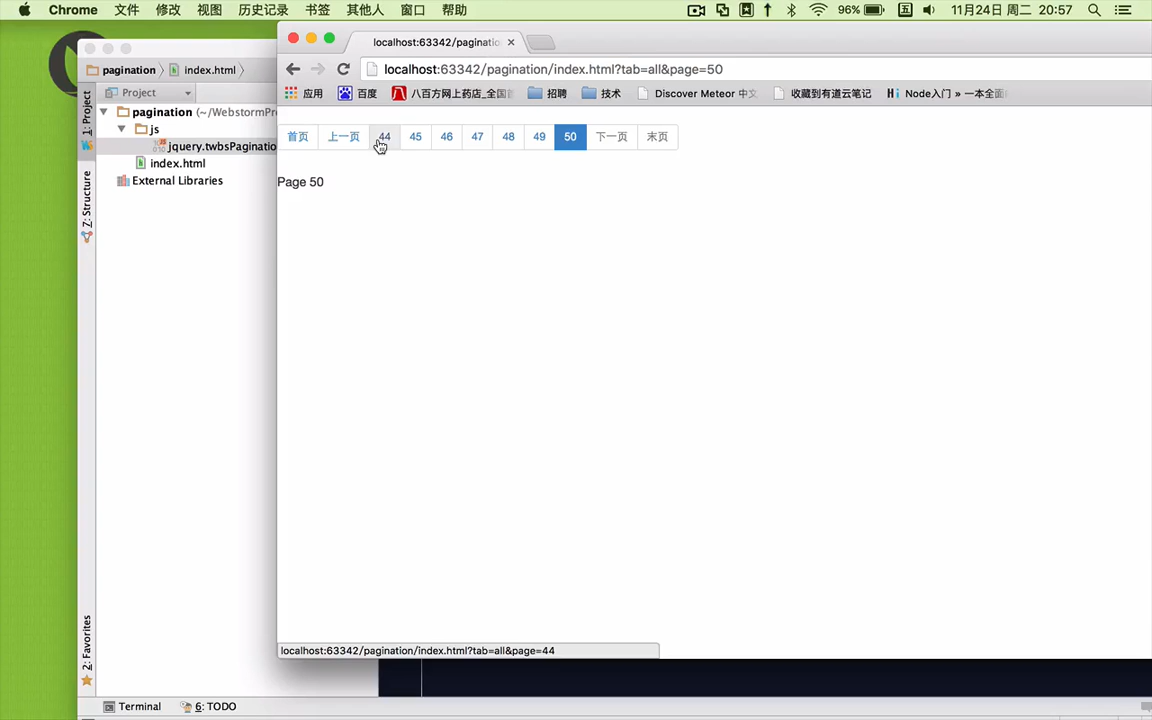 Chrome 文件 修改 视图 历史记录 书签 其他人 窗口 帮助 96% 五 11月24日 周二 20:57
localhost:63342/paginatio
pagination index.html
localhost:63342/pagination/index.html?tab=all&page=50
Project
应用 百度 八百方网上药店_全国 招聘 技术 Discover Meteor 中文 收藏到有道云笔记 Node入门 » 一本全面
1: Project
pagination (~/WebstormPr
js
jquery.twbsPaginatio
index.html
External Libraries
7: Structure
首页 上一页 44 45 46 47 48 49 50 下一页 末页
Page 50
2: Favorites
localhost:63342/pagination/index.html?tab=all&page=44
Terminal 6: TODO